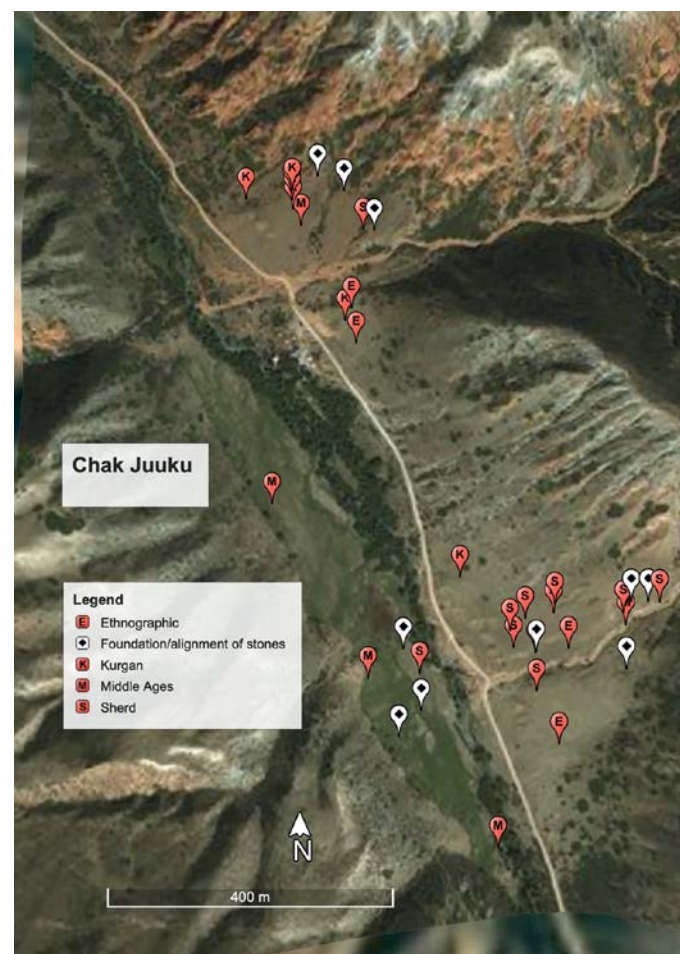 K
K
M
S
E
K
E
Chak Juuku
M
K
S
S
S
S
S
S
E
Legend
E Ethnographic
Foundation/alignment of stones
K Kurgan
M Middle Ages
S Sherd
M
S
S
E
M
N
400 m